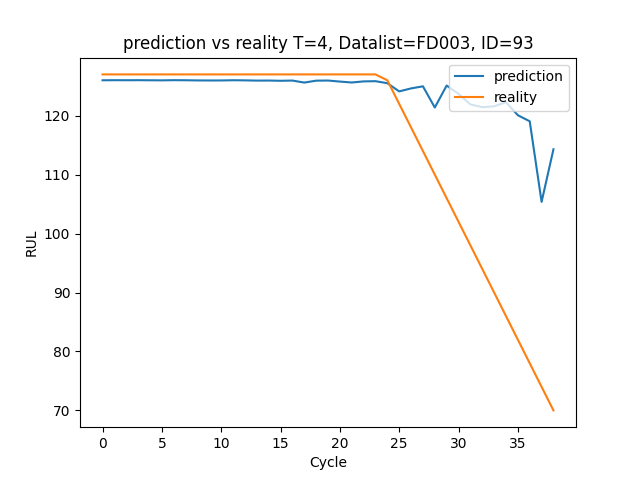 prediction vs reality T=4, Datalist=FD003, ID=93
prediction
reality
120
110
100
90
80
70
RUL
0 5 10 15 20 25 30 35
Cycle